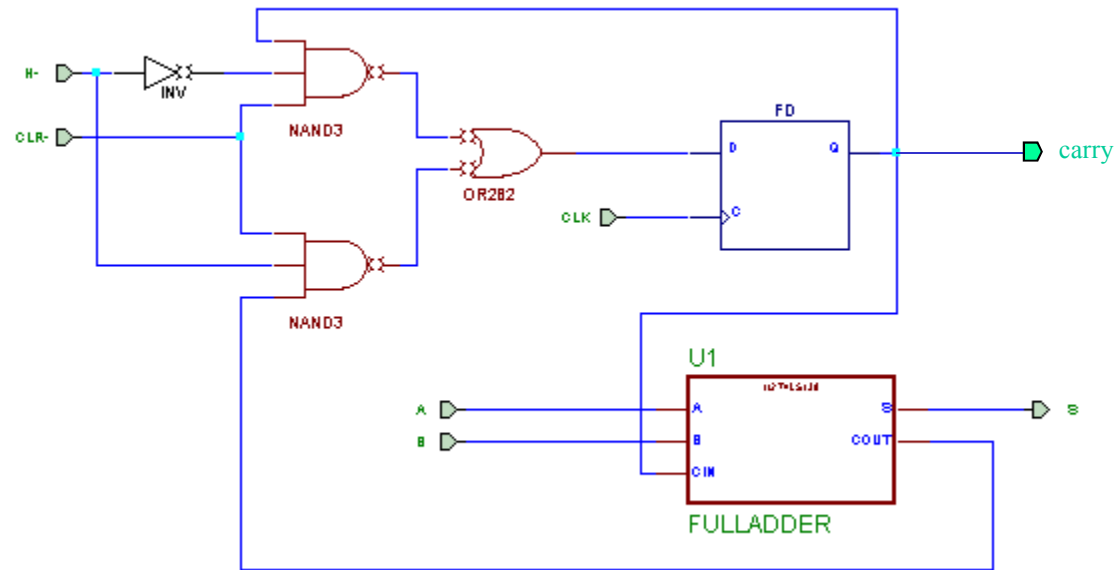 H-
INV
CLR-
NAND3
OR2B2
FD
D
Q
C
CLK
carry
NAND3
U1
A
B
A
B
CIN
S
COUT
S
FULLADDER